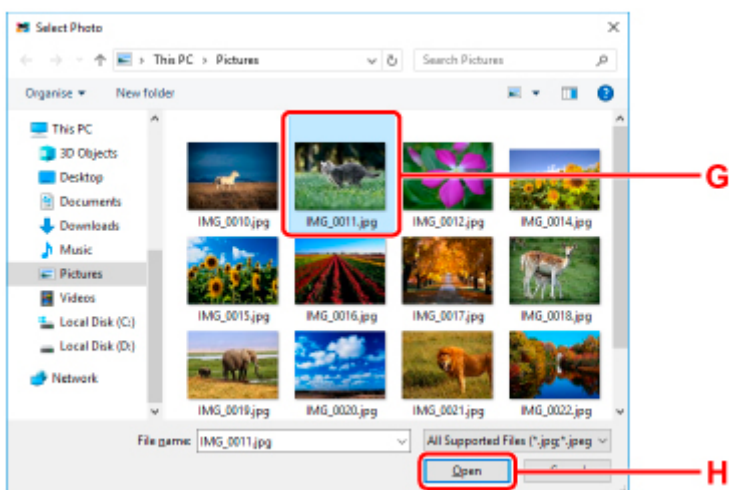 Select Photo
This PC > Pictures
Search Pictures
Organise
New folder
This PC
3D Objects
Desktop
Documents
Downloads
Music
Pictures
Videos
Local Disk (C:)
Local Disk (D:)
Network
IMG_0010.jpg IMG_0011.jpg IMG_0012.jpg IMG_0014.jpg
G
IMG_0015.jpg IMG_0016.jpg IMG_0017.jpg IMG_0018.jpg
IMG_0019.jpg IMG_0020.jpg IMG_0021.jpg IMG_0022.jpg
File name: IMG_0011.jpg
All Supported Files (*.jpg;*.jpeg
Open
H